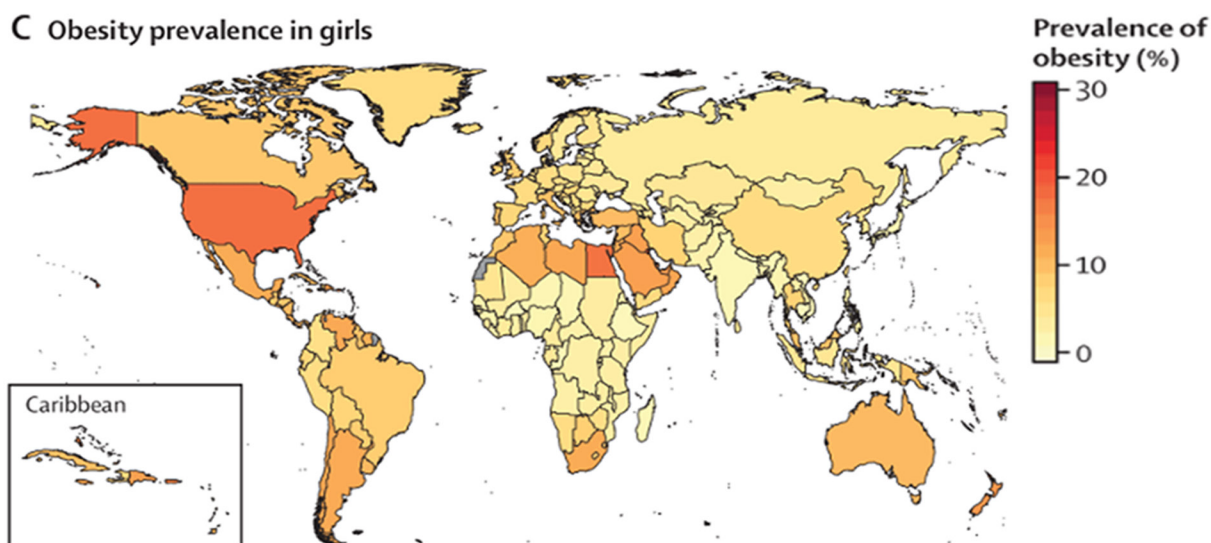 C Obesity prevalence in girls
Prevalence of
obesity (%)
30
20
10
0
Caribbean